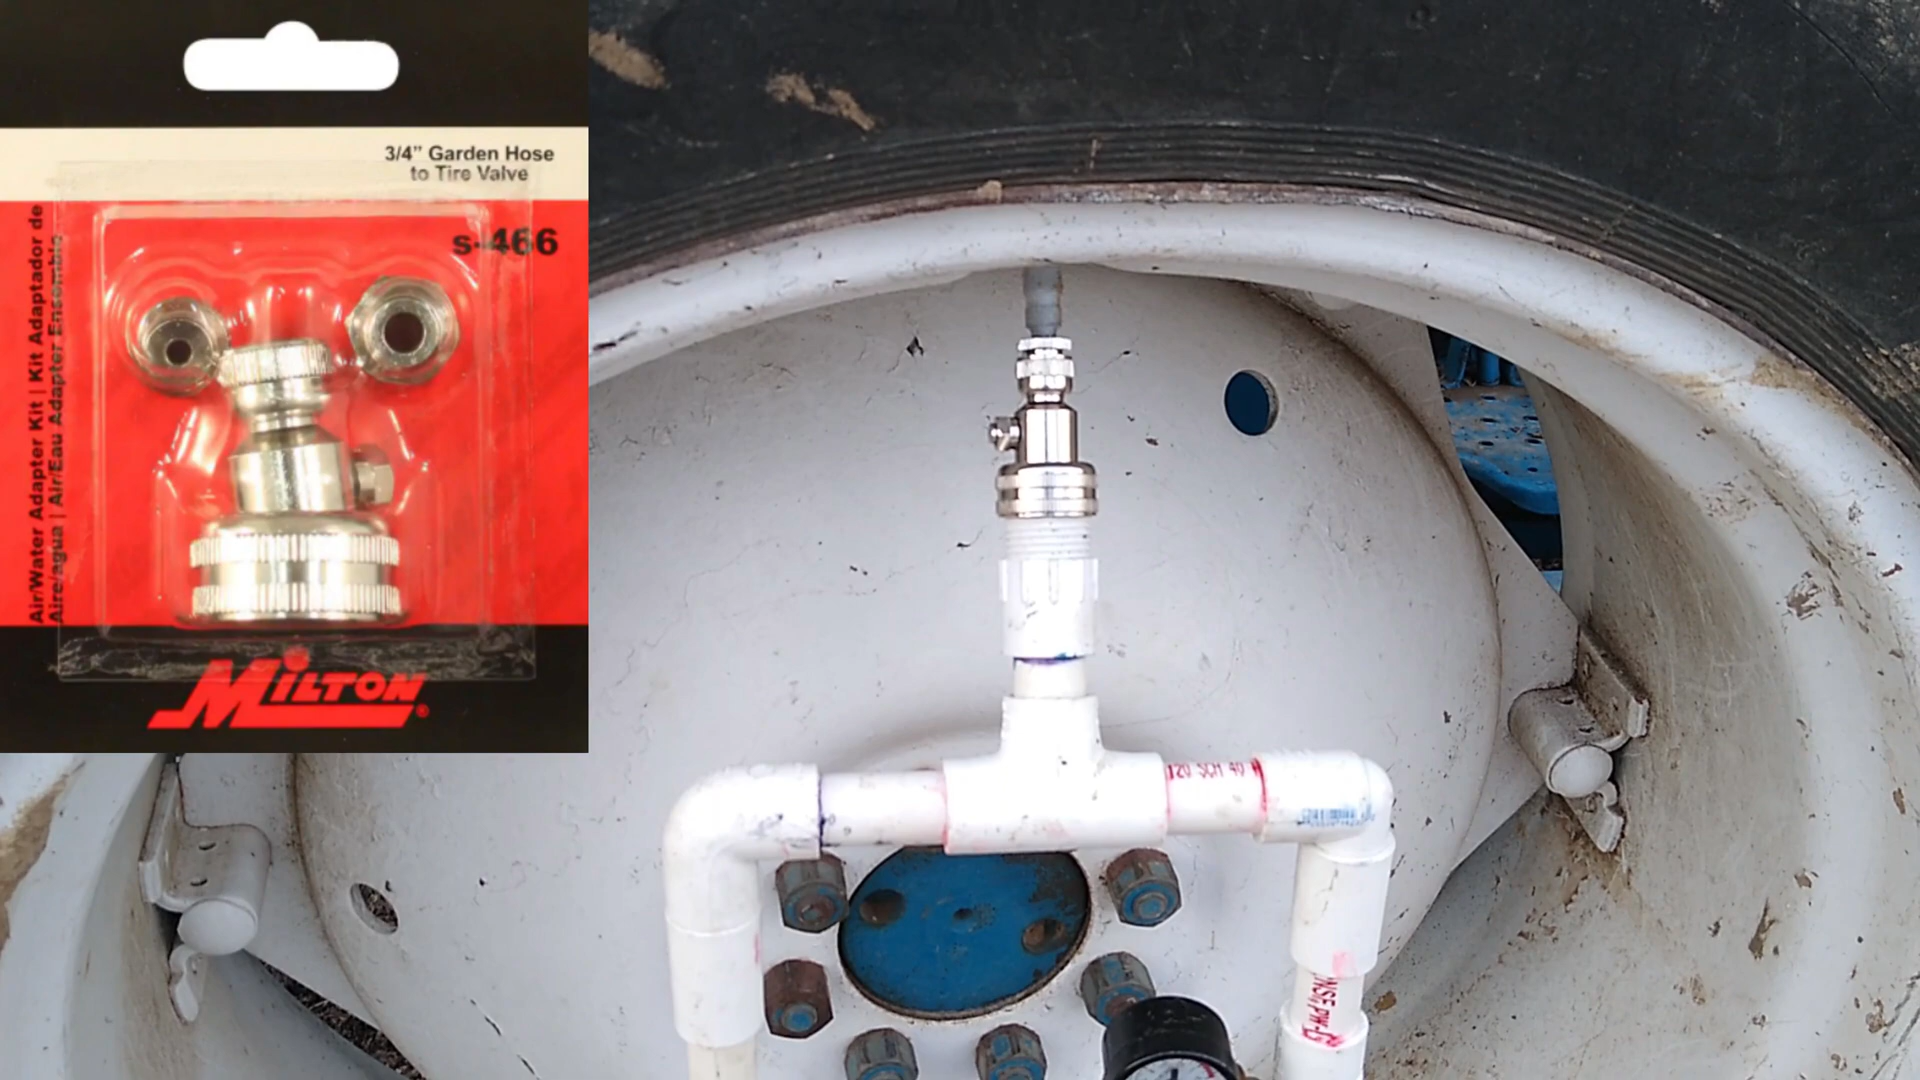 3/4” Garden Hose
to Tire Valve
s-466
Air/Water Adapter Kit | Kit Adaptador de
Aire/agua | Air/Eau Adapter Ensemble
MILTON®
120 SCH 40
NSF